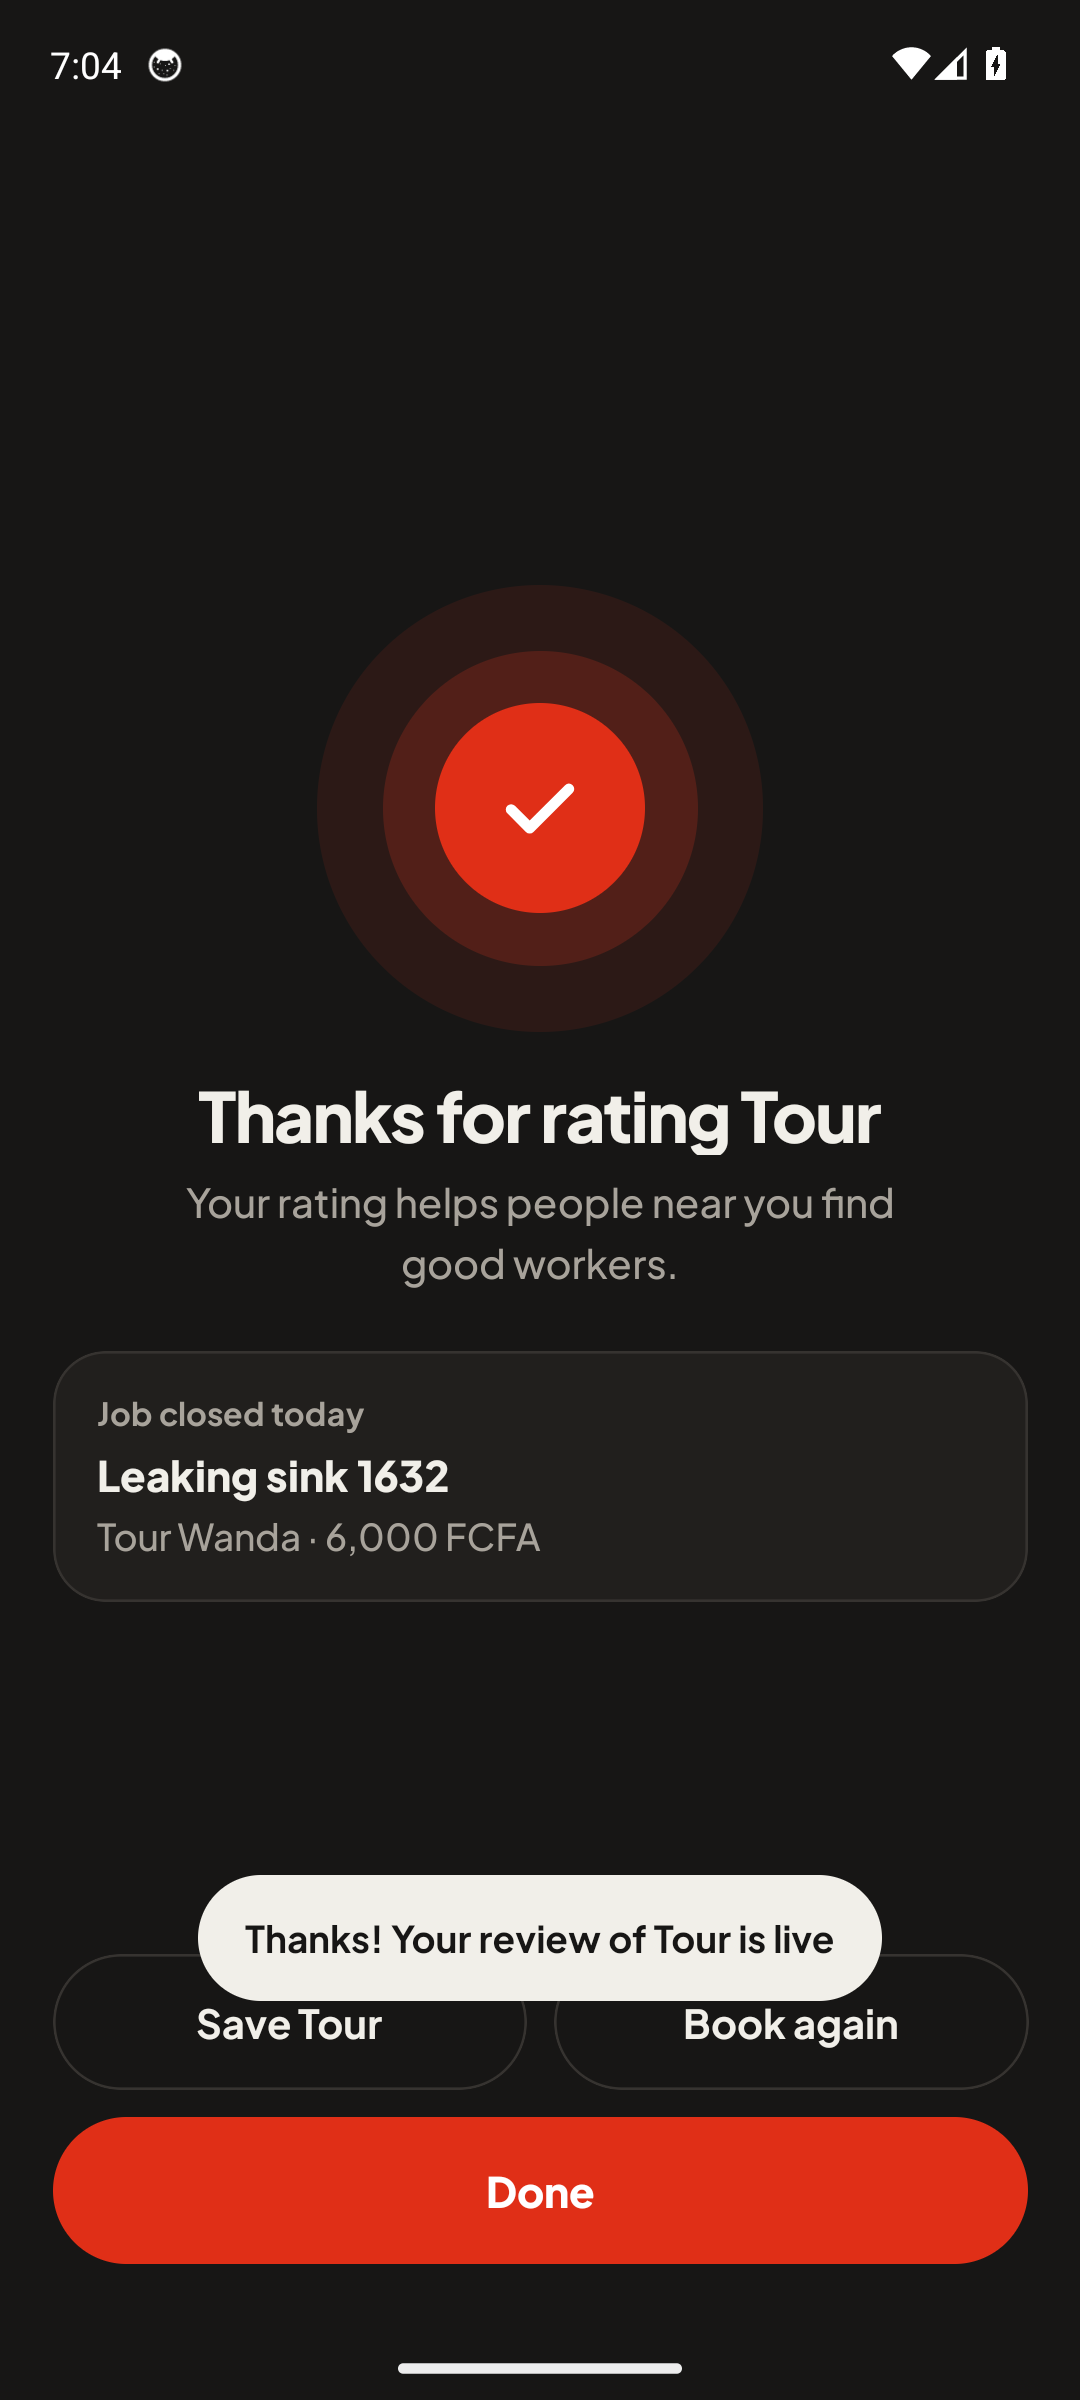 7:04
Thanks for rating Tour
Your rating helps people near you find
good workers.
Job closed today
Leaking sink 1632
Tour Wanda · 6,000 FCFA
Thanks! Your review of Tour is live
Save Tour
Book again
Done